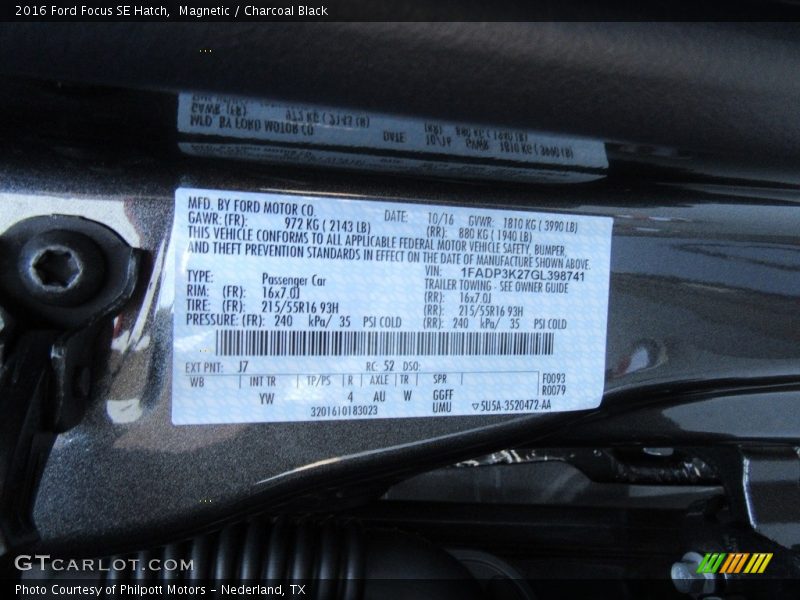 2016 Ford Focus SE Hatch, Magnetic / Charcoal Black
MFD. BY FORD MOTOR CO. DATE: 10/16 GVWR: 1810 KG ( 3990 LB)
GAWR: (FR): 972 KG ( 2143 LB) (RR): 880 KG ( 1940 LB)
THIS VEHICLE CONFORMS TO ALL APPLICABLE FEDERAL MOTOR VEHICLE SAFETY, BUMPER,
AND THEFT PREVENTION STANDARDS IN EFFECT ON THE DATE OF MANUFACTURE SHOWN ABOVE.
VIN: 1FADP3K27GL398741
TYPE: Passenger Car TRAILER TOWING - SEE OWNER GUIDE
RIM: (FR): 16x7.0J (RR): 16x7.0J
TIRE: (FR): 215/55R16 93H (RR): 215/55R16 93H
PRESSURE: (FR): 240 kPa/ 35 PSI COLD (RR): 240 kPa/ 35 PSI COLD
EXT PNT: J7 RC: 52 DSO:
WB INT TR TP/PS R AXLE TR SPR F0093
R0079
YW 4 AU W GGFF
UMU
3201610183023 5U5A-3520472-AA
GTCARLOT.COM
Photo Courtesy of Philpott Motors - Nederland, TX